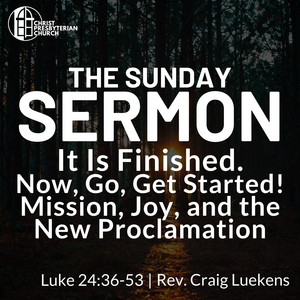 CHRIST
PRESBYTERIAN
CHURCH
THE SUNDAY
SERMON
It Is Finished.
Now, Go, Get Started!
Mission, Joy, and the
New Proclamation
Luke 24:36-53 | Rev. Craig Luekens